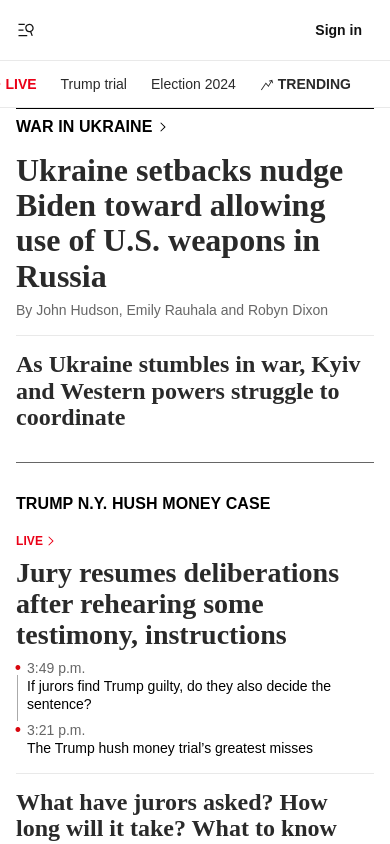 Sign in
LIVE
Trump trial
Election 2024
TRENDING
WAR IN UKRAINE
Ukraine setbacks nudge
Biden toward allowing
use of U.S. weapons in
Russia
By John Hudson, Emily Rauhala and Robyn Dixon
As Ukraine stumbles in war, Kyiv
and Western powers struggle to
coordinate
TRUMP N.Y. HUSH MONEY CASE
LIVE
Jury resumes deliberations
after rehearing some
testimony, instructions
3:49 p.m.
If jurors find Trump guilty, do they also decide the
sentence?
3:21 p.m.
The Trump hush money trial’s greatest misses
What have jurors asked? How
long will it take? What to know